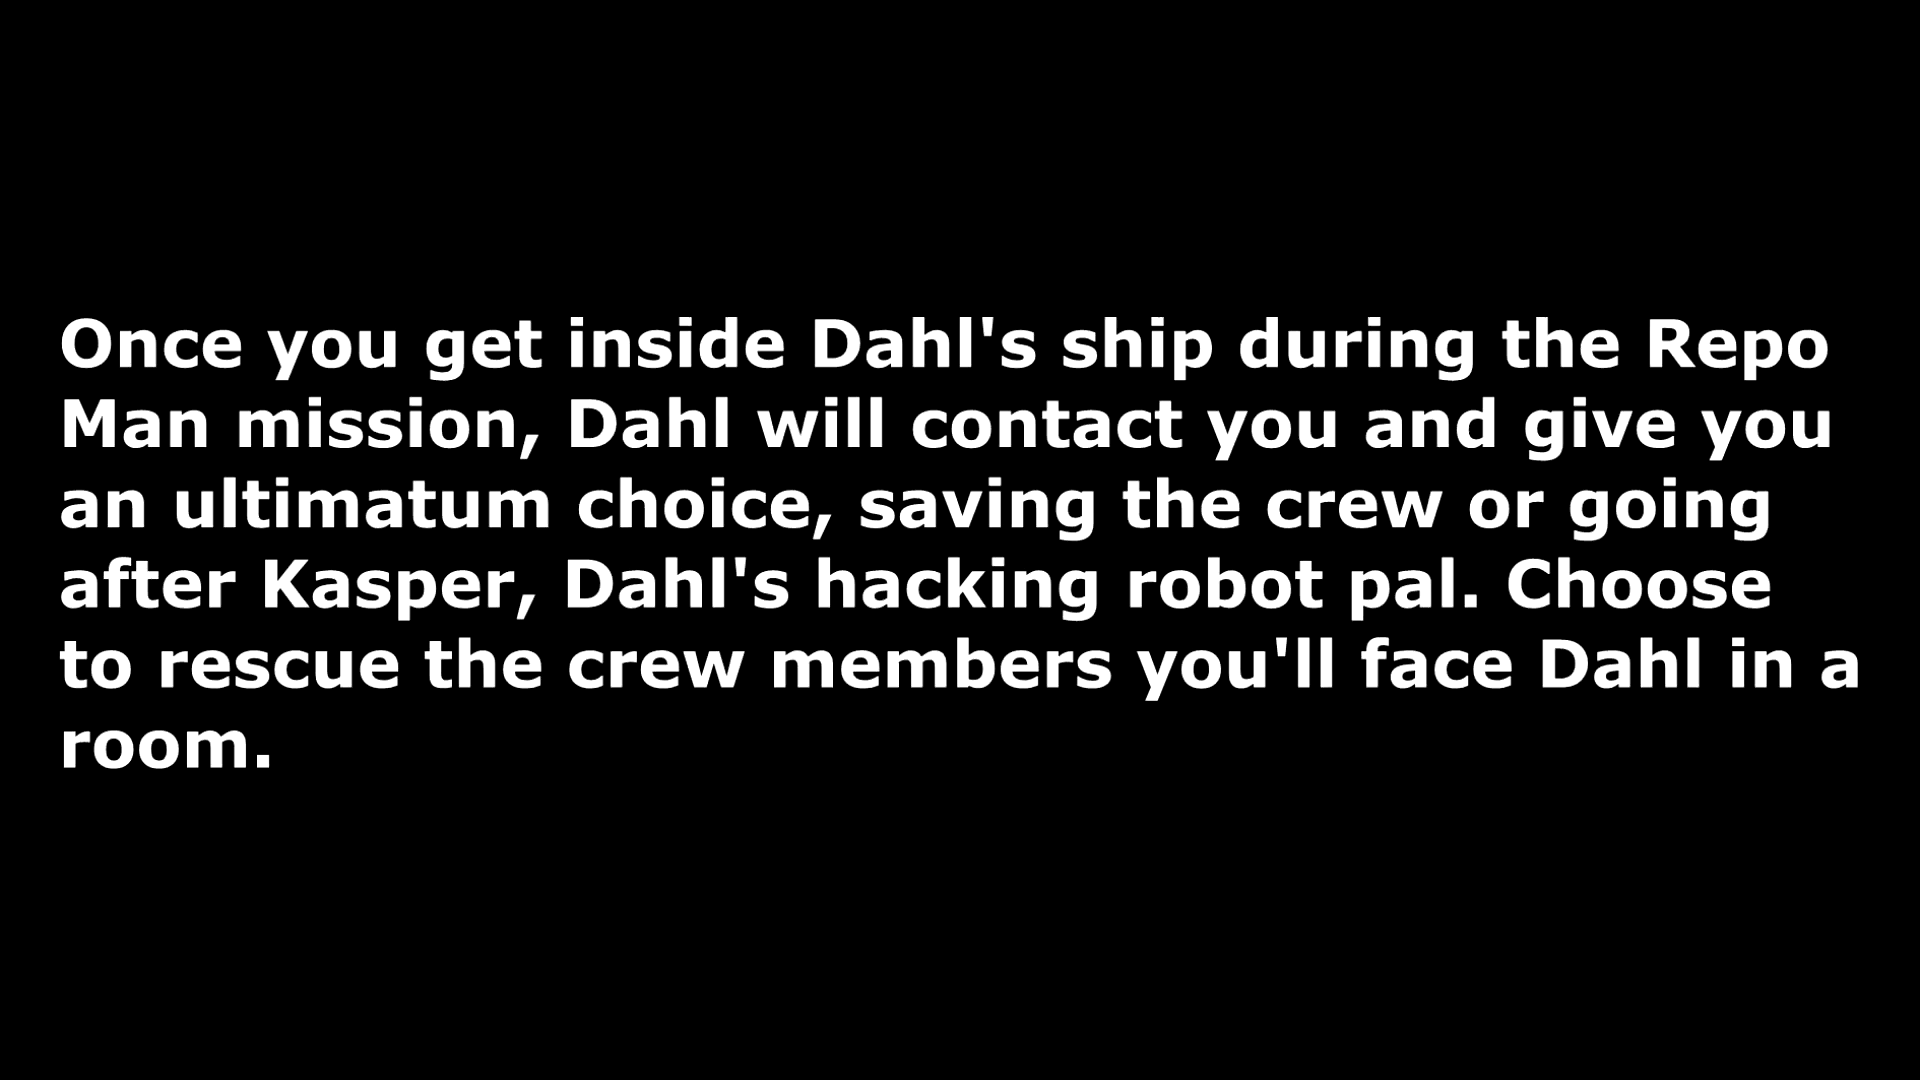 Once you get inside Dahl's ship during the Repo
Man mission, Dahl will contact you and give you
an ultimatum choice, saving the crew or going
after Kasper, Dahl's hacking robot pal. Choose
to rescue the crew members you'll face Dahl in a
room.